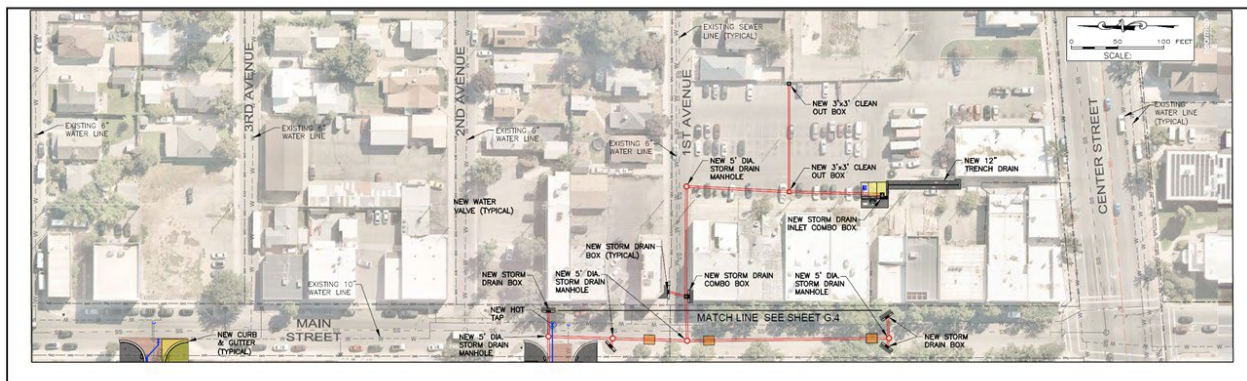 0 50 100 FEET
SCALE:
EXISTING SEWER
LINE (TYPICAL)
3RD AVENUE
2ND AVENUE
1ST AVENUE
CENTER STREET
NEW 3'x3' CLEAN
OUT BOX
EXISTING
WATER LINE
(TYPICAL)
EXISTING 6"
WATER LINE
EXISTING 6"
WATER LINE
EXISTING 6"
WATER LINE
EXISTING 6"
WATER LINE
NEW 5' DIA.
STORM DRAIN
MANHOLE
NEW 3'x3' CLEAN
OUT BOX
NEW 12"
TRENCH DRAIN
NEW WATER
VALVE (TYPICAL)
NEW STORM DRAIN
INLET COMBO BOX
NEW STORM DRAIN
BOX (TYPICAL)
NEW STORM
DRAIN BOX
NEW 5' DIA.
STORM DRAIN
MANHOLE
NEW STORM DRAIN
COMBO BOX
NEW 5' DIA.
STORM DRAIN
MANHOLE
EXISTING 10"
WATER LINE
NEW HOT
TAP
MATCH LINE SEE SHEET G.4
MAIN
STREET
NEW CURB
& GUTTER
(TYPICAL)
NEW 5' DIA.
STORM DRAIN
MANHOLE
NEW STORM
DRAIN BOX